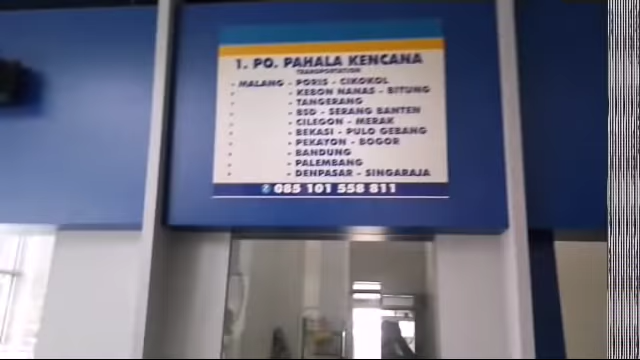 1. PO. PAHALA KENCANA
TRANSPORTATION
- MALANG - PORIS - CIKOKOL
- - KEBON NANAS - BITUNG
- - TANGERANG
- - BSD - SERANG BANTEN
- - CILEGON - MERAK
- - BEKASI - PULO GEBANG
- - PEKAYON - BOGOR
- - BANDUNG
- - PALEMBANG
- - DENPASAR - SINGARAJA
085 101 558 811